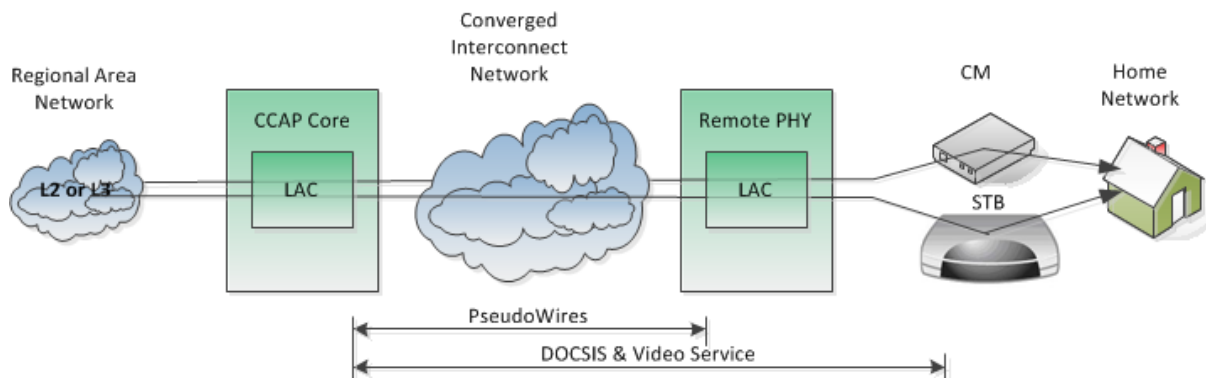 Regional Area
Network
L2 or L3
CCAP Core
LAC
Converged
Interconnect
Network
Remote PHY
LAC
CM
STB
Home
Network
PseudoWires
DOCSIS & Video Service